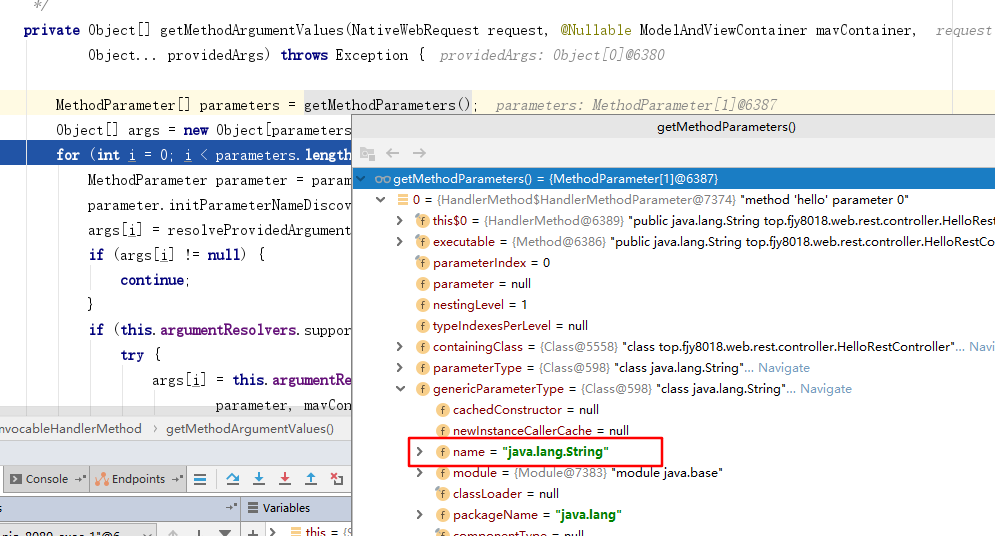 */
private Object[] getMethodArgumentValues(NativeWebRequest request, @Nullable ModelAndViewContainer mavContainer, request
Object... providedArgs) throws Exception { providedArgs: Object[0]@6380
MethodParameter[] parameters = getMethodParameters(); parameters: MethodParameter[1]@6387
Object[] args = new Object[parameters
for (int i = 0; i < parameters.length
MethodParameter parameter = param
parameter.initParameterNameDiscov
args[i] = resolveProvidedArgument
if (args[i] != null) {
continue;
}
if (this.argumentResolvers.suppor
try {
args[i] = this.argumentRe
parameter, mavCon
nvocableHandlerMethod > getMethodArgumentValues()
Console
Endpoints
s
Variables
this = {S
getMethodParameters()
getMethodParameters() = {MethodParameter[1]@6387}
0 = {HandlerMethod$HandlerMethodParameter@7374} "method 'hello' parameter 0"
this$0 = {HandlerMethod@6389} "public java.lang.String top.fjy8018.web.rest.controller.HelloRestCon
executable = {Method@6386} "public java.lang.String top.fjy8018.web.rest.controller.HelloRestCo
parameterIndex = 0
parameter = null
nestingLevel = 1
typeIndexesPerLevel = null
containingClass = {Class@5558} "class top.fjy8018.web.rest.controller.HelloRestController"... Navi
parameterType = {Class@598} "class java.lang.String"... Navigate
genericParameterType = {Class@598} "class java.lang.String"... Navigate
cachedConstructor = null
newInstanceCallerCache = null
name = "java.lang.String"
module = {Module@7383} "module java.base"
classLoader = null
packageName = "java.lang"
componentType = null